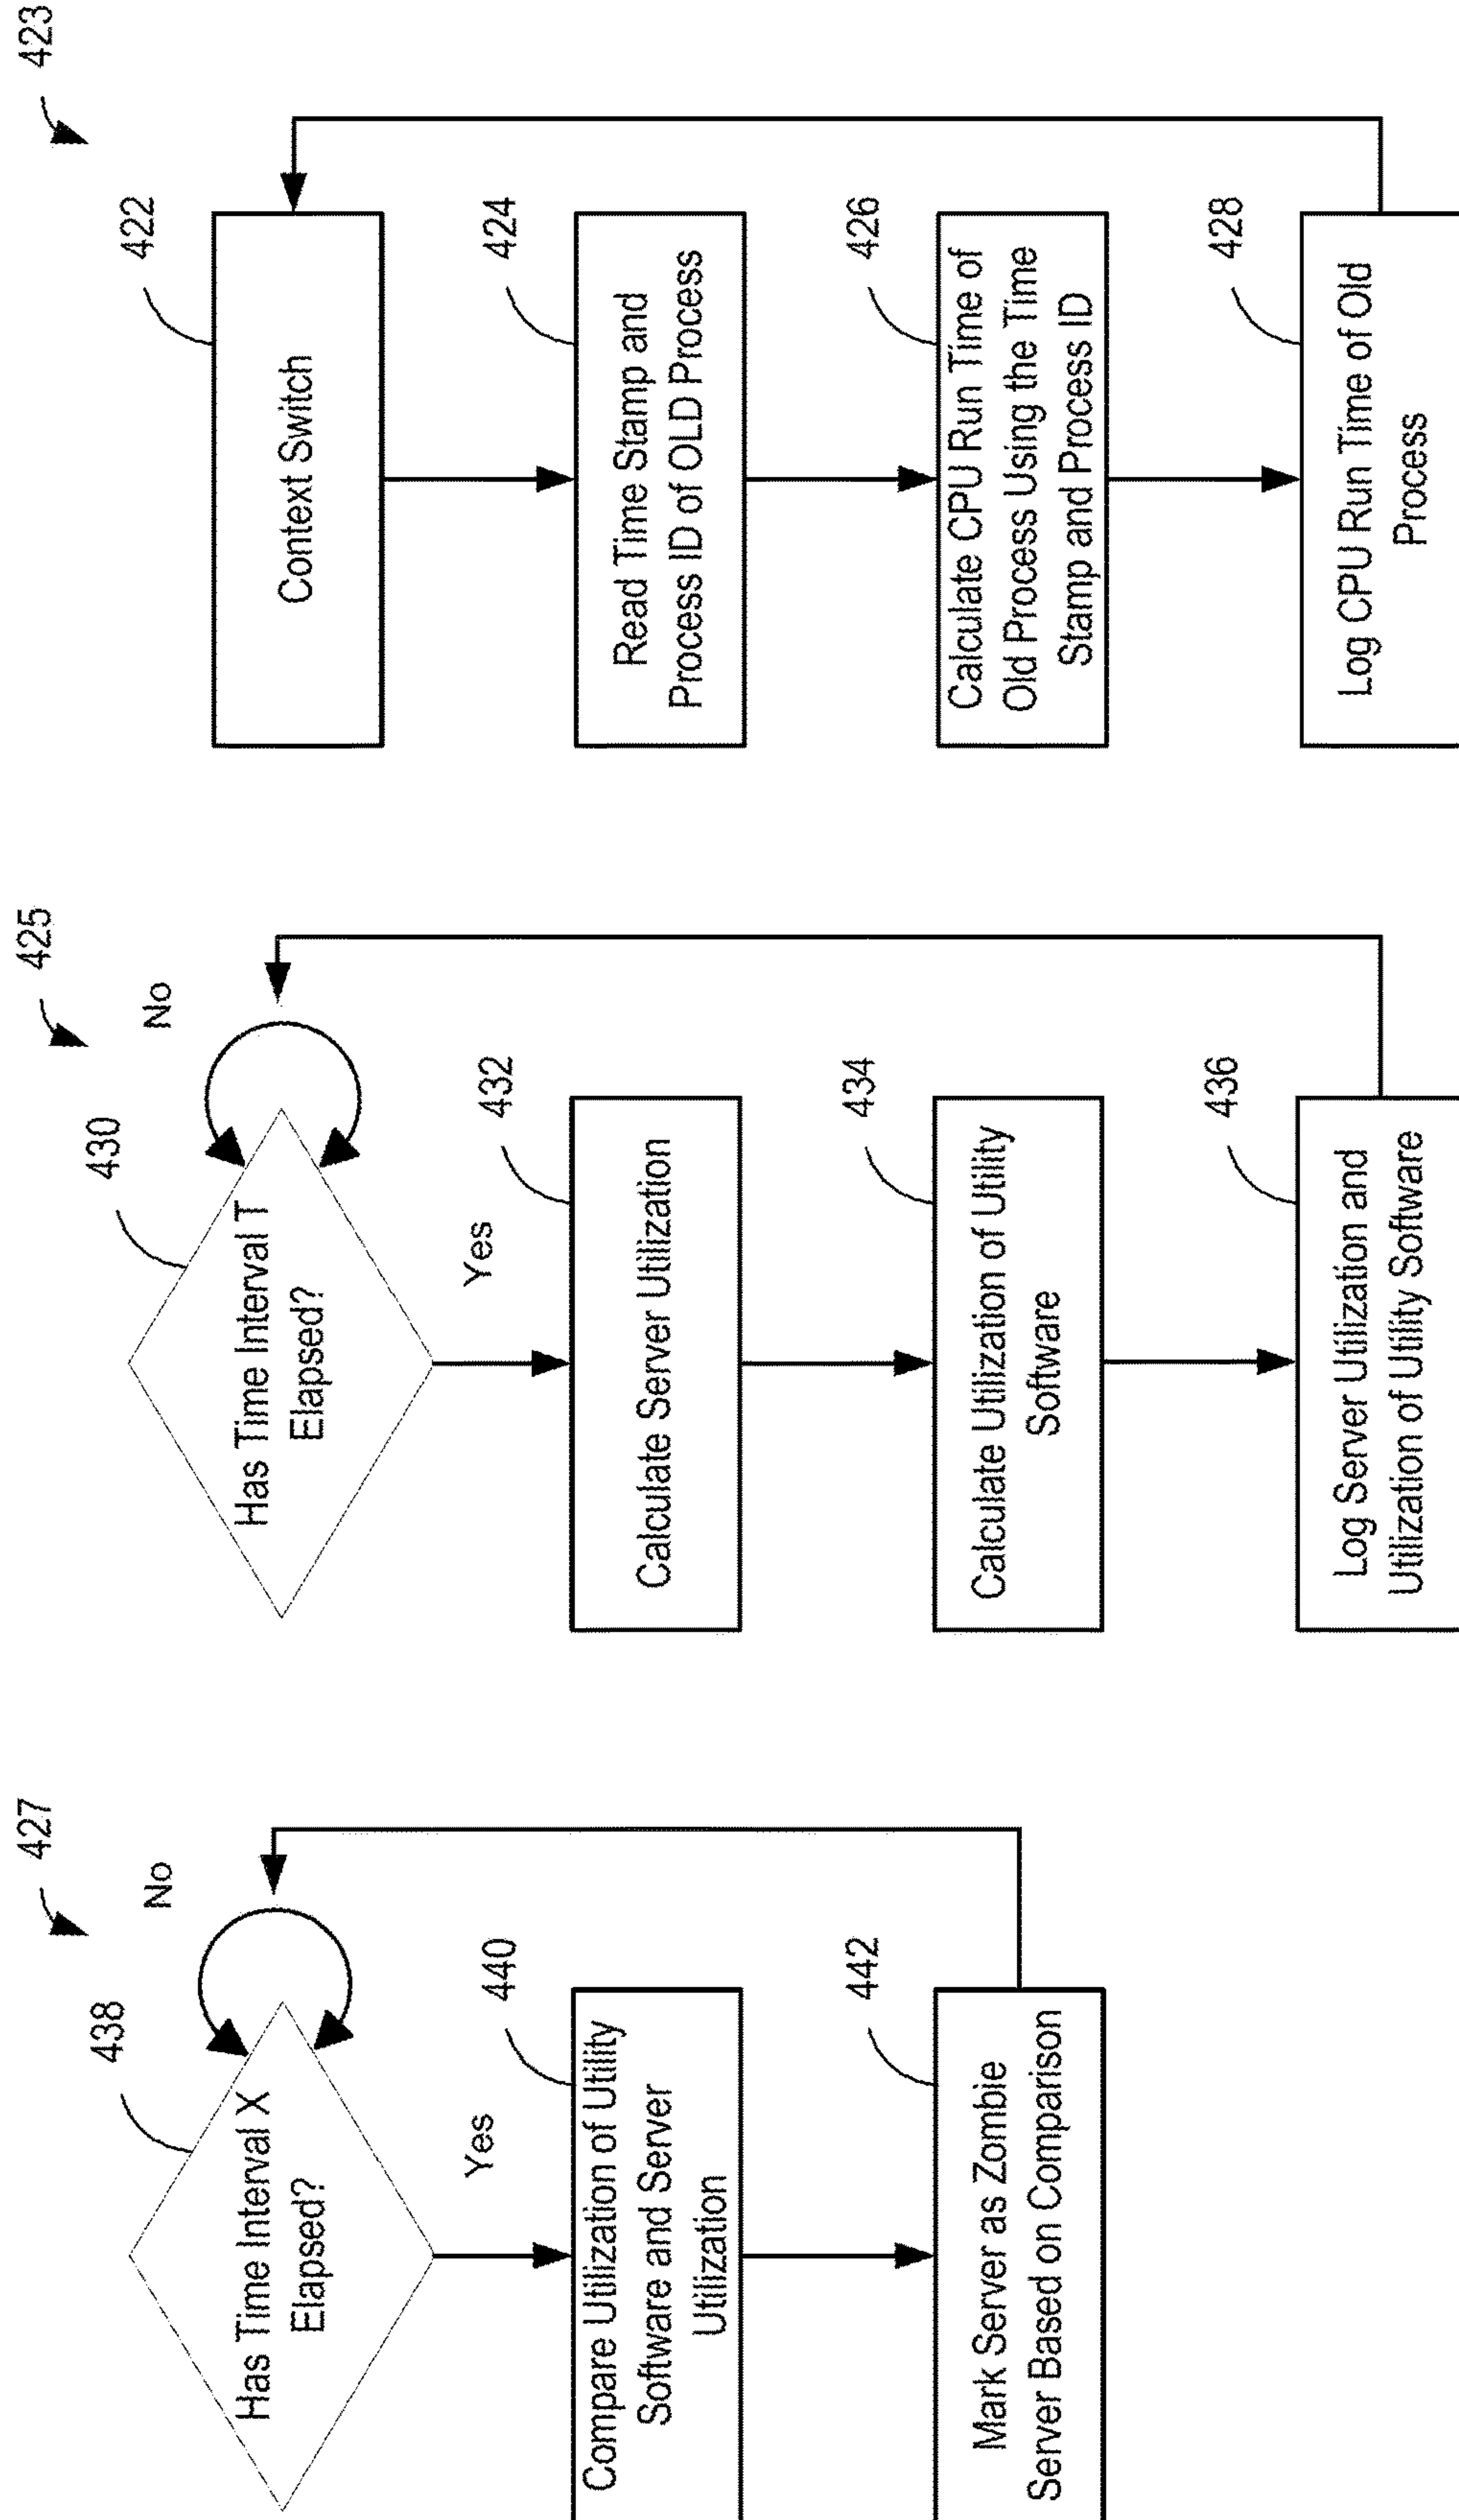 427
438
Has Time Interval X
Elapsed?
No
Yes
440
Compare Utilization of Utility
Software and Server
Utilization
442
Mark Server as Zombie
Server Based on Comparison
425
430
Has Time Interval T
Elapsed?
No
Yes
432
Calculate Server Utilization
434
Calculate Utilization of Utility
Software
436
Log Server Utilization and
Utilization of Utility Software
423
422
Context Switch
424
Read Time Stamp and
Process ID of OLD Process
426
Calculate CPU Run Time of
Old Process Using the Time
Stamp and Process ID
428
Log CPU Run Time of Old
Process